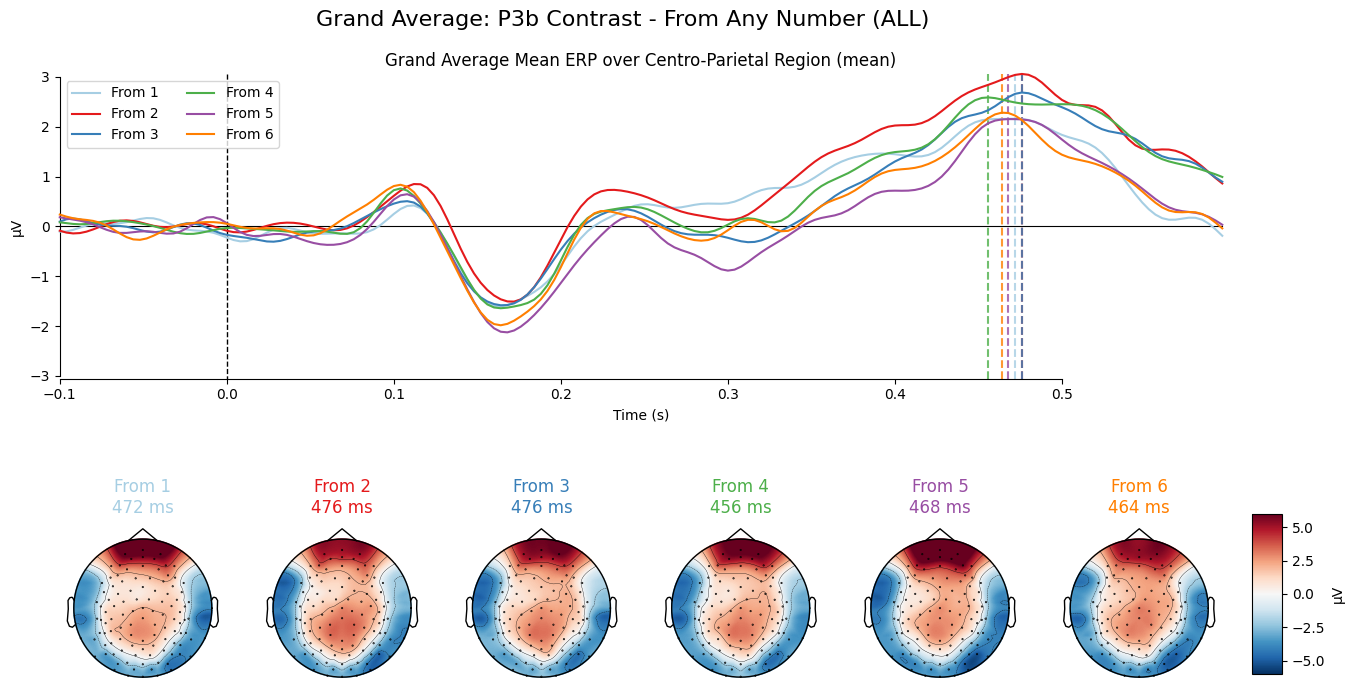 Grand Average: P3b Contrast - From Any Number (ALL)
Grand Average Mean ERP over Centro-Parietal Region (mean)
From 1
From 2
From 3
From 4
From 5
From 6
µV
3
2
1
0
−1
−2
−3
−0.1 0.0 0.1 0.2 0.3 0.4 0.5
Time (s)
From 1 From 2 From 3 From 4 From 5 From 6
472 ms 476 ms 476 ms 456 ms 468 ms 464 ms
5.0
2.5
0.0
−2.5
−5.0
µV